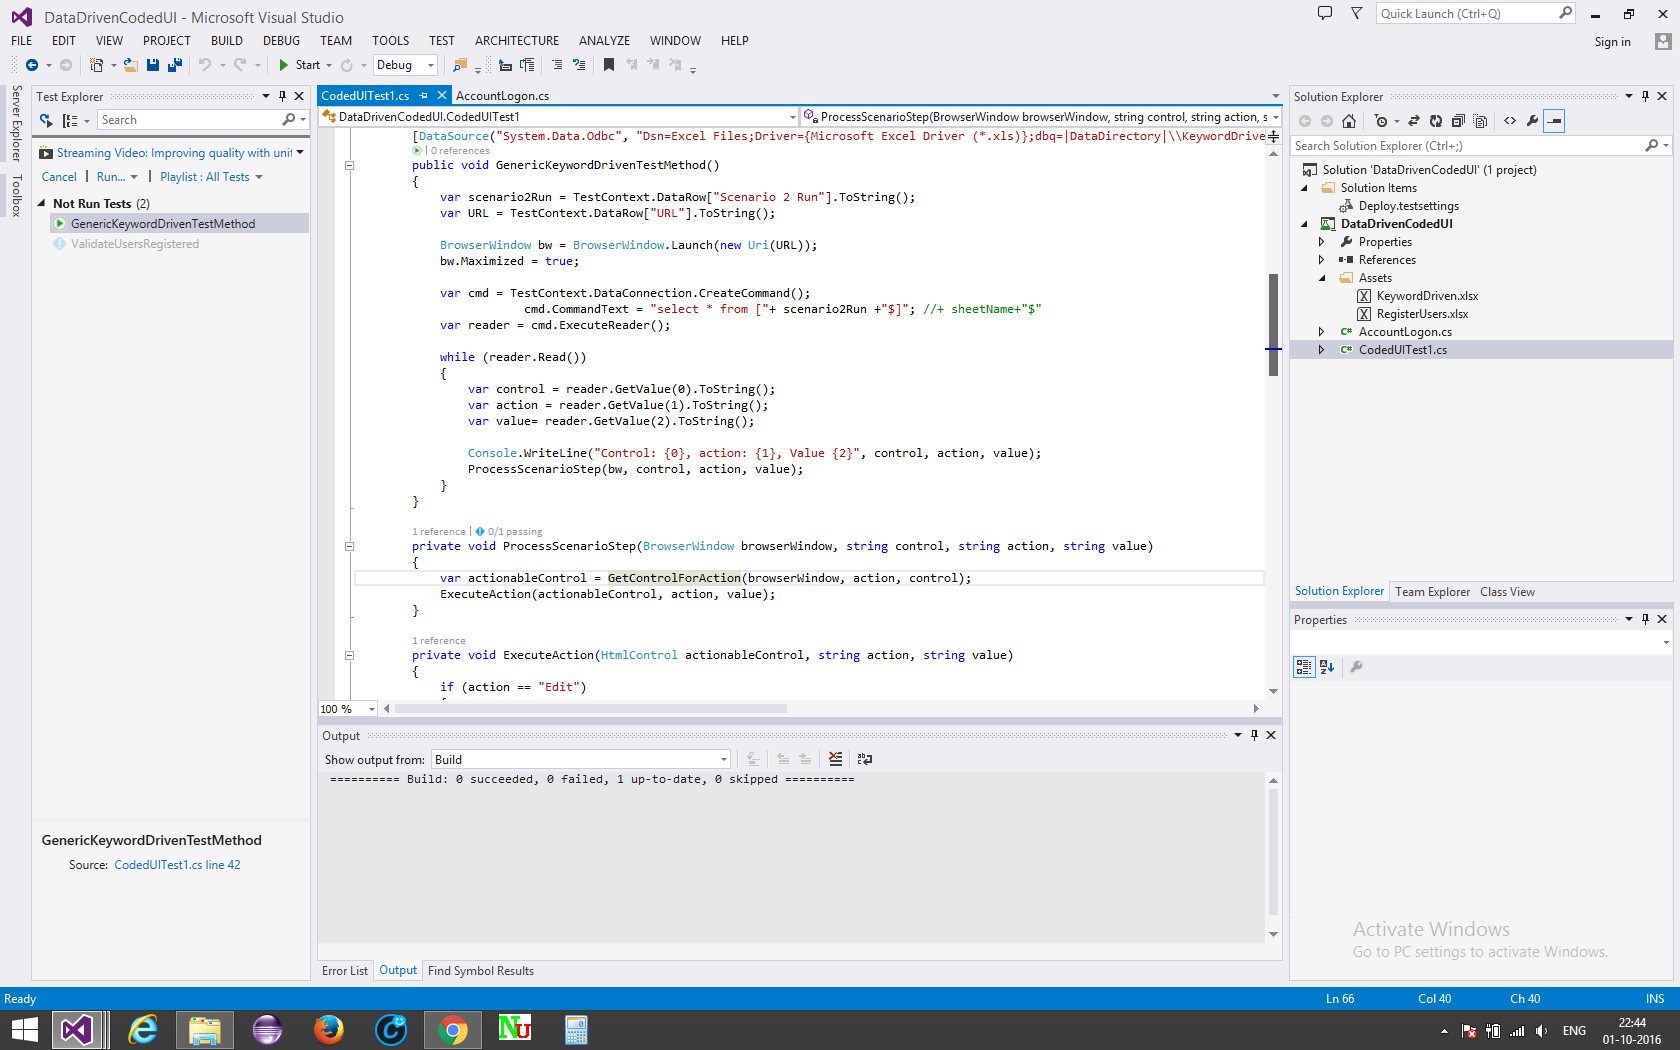 DataDrivenCodedUI - Microsoft Visual Studio
Quick Launch (Ctrl+Q)
FILE EDIT VIEW PROJECT BUILD DEBUG TEAM TOOLS TEST ARCHITECTURE ANALYZE WINDOW HELP
Sign in
Start
Debug
Server Explorer
Toolbox
Test Explorer
Search
Streaming Video: Improving quality with unit
Cancel | Run... | Playlist : All Tests
Not Run Tests (2)
GenericKeywordDrivenTestMethod
ValidateUsersRegistered
GenericKeywordDrivenTestMethod
Source: CodedUITest1.cs line 42
CodedUITest1.cs
AccountLogon.cs
DataDrivenCodedUI.CodedUITest1
ProcessScenarioStep(BrowserWindow browserWindow, string control, string action, s
[DataSource("System.Data.Odbc", "Dsn=Excel Files;Driver={Microsoft Excel Driver (*.xls)};dbq=|DataDirectory|\\KeywordDrive
| 0 references
public void GenericKeywordDrivenTestMethod()
{
var scenario2Run = TestContext.DataRow["Scenario 2 Run"].ToString();
var URL = TestContext.DataRow["URL"].ToString();
BrowserWindow bw = BrowserWindow.Launch(new Uri(URL));
bw.Maximized = true;
var cmd = TestContext.DataConnection.CreateCommand();
cmd.CommandText = "select * from ["+ scenario2Run +"$]"; //+ sheetName+"$"
var reader = cmd.ExecuteReader();
while (reader.Read())
{
var control = reader.GetValue(0).ToString();
var action = reader.GetValue(1).ToString();
var value= reader.GetValue(2).ToString();
Console.WriteLine("Control: {0}, action: {1}, Value {2}", control, action, value);
ProcessScenarioStep(bw, control, action, value);
}
}
1 reference | 0/1 passing
private void ProcessScenarioStep(BrowserWindow browserWindow, string control, string action, string value)
{
var actionableControl = GetControlForAction(browserWindow, action, control);
ExecuteAction(actionableControl, action, value);
}
1 reference
private void ExecuteAction(HtmlControl actionableControl, string action, string value)
{
if (action == "Edit")
100 %
Output
Show output from: Build
========== Build: 0 succeeded, 0 failed, 1 up-to-date, 0 skipped ==========
Error List Output Find Symbol Results
Solution Explorer
Search Solution Explorer (Ctrl+;)
Solution 'DataDrivenCodedUI' (1 project)
Solution Items
Deploy.testsettings
DataDrivenCodedUI
Properties
References
Assets
KeywordDriven.xlsx
RegisterUsers.xlsx
C# AccountLogon.cs
C# CodedUITest1.cs
Solution Explorer Team Explorer Class View
Properties
Activate Windows
Go to PC settings to activate Windows.
Ready
Ln 66 Col 40 Ch 40 INS
NU
ENG
22:44
01-10-2016